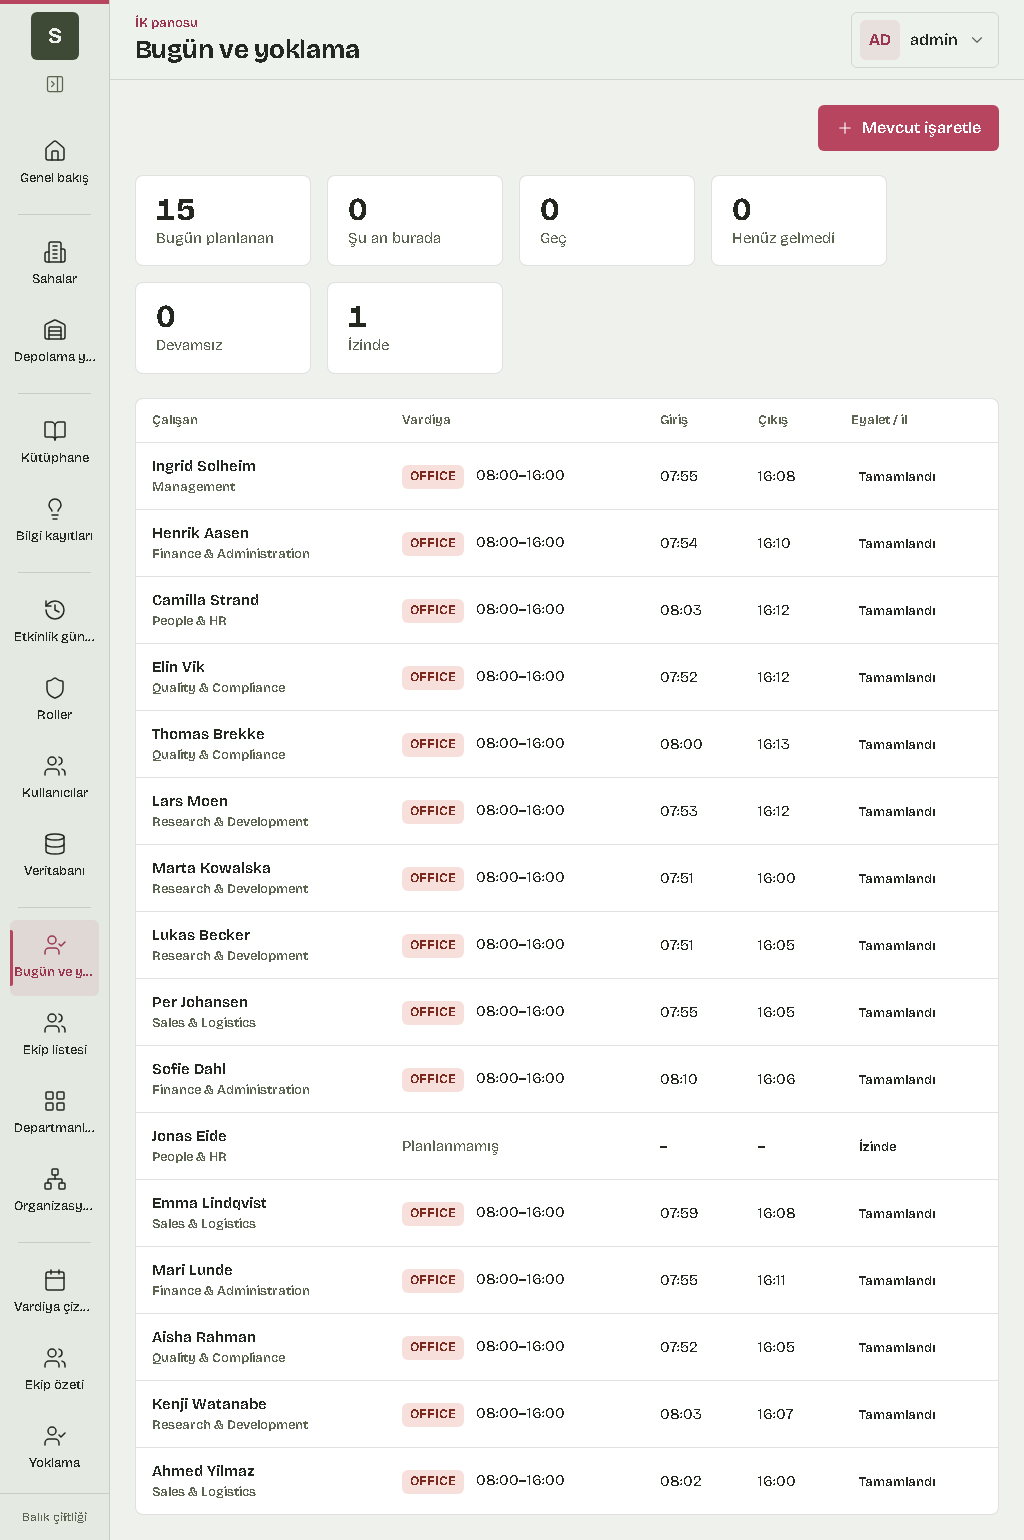 S
Genel bakış
Sahalar
Depolama y...
Kütüphane
Bilgi kayıtları
Etkinlik gün...
Roller
Kullanıcılar
Veritabanı
Bugün ve y...
Ekip listesi
Departmanl...
Organizasy...
Vardiya çiz...
Ekip özeti
Yoklama
Balık çiftliği
İK panosu
Bugün ve yoklama
AD admin
Mevcut işaretle
15
Bugün planlanan
0
Şu an burada
0
Geç
0
Henüz gelmedi
0
Devamsız
1
İzinde
Çalışan Vardiya Giriş Çıkış Eyalet / il
Ingrid Solheim
Management
OFFICE 08:00–16:00 07:55 16:08 Tamamlandı
Henrik Aasen
Finance & Administration
OFFICE 08:00–16:00 07:54 16:10 Tamamlandı
Camilla Strand
People & HR
OFFICE 08:00–16:00 08:03 16:12 Tamamlandı
Elin Vik
Quality & Compliance
OFFICE 08:00–16:00 07:52 16:12 Tamamlandı
Thomas Brekke
Quality & Compliance
OFFICE 08:00–16:00 08:00 16:13 Tamamlandı
Lars Moen
Research & Development
OFFICE 08:00–16:00 07:53 16:12 Tamamlandı
Marta Kowalska
Research & Development
OFFICE 08:00–16:00 07:51 16:00 Tamamlandı
Lukas Becker
Research & Development
OFFICE 08:00–16:00 07:51 16:05 Tamamlandı
Per Johansen
Sales & Logistics
OFFICE 08:00–16:00 07:55 16:05 Tamamlandı
Sofie Dahl
Finance & Administration
OFFICE 08:00–16:00 08:10 16:06 Tamamlandı
Jonas Eide
People & HR
Planlanmamış – – İzinde
Emma Lindqvist
Sales & Logistics
OFFICE 08:00–16:00 07:59 16:08 Tamamlandı
Mari Lunde
Finance & Administration
OFFICE 08:00–16:00 07:55 16:11 Tamamlandı
Aisha Rahman
Quality & Compliance
OFFICE 08:00–16:00 07:52 16:05 Tamamlandı
Kenji Watanabe
Research & Development
OFFICE 08:00–16:00 08:03 16:07 Tamamlandı
Ahmed Yilmaz
Sales & Logistics
OFFICE 08:00–16:00 08:02 16:00 Tamamlandı